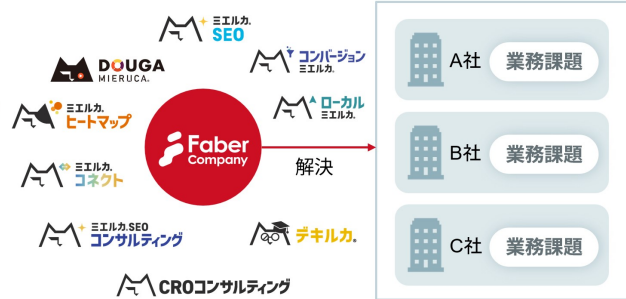 ミエルカ
SEO
DOUGA
MIERUCA.
コンバージョン
ミエルカ.
ミエルカ.
ヒートマップ
ローカル
ミエルカ.
Faber
Company
ミエルカ.
コネクト
ミエルカ.SEO
コンサルティング
デキルカ.
CROコンサルティング
解決
A社
業務課題
B社
業務課題
C社
業務課題